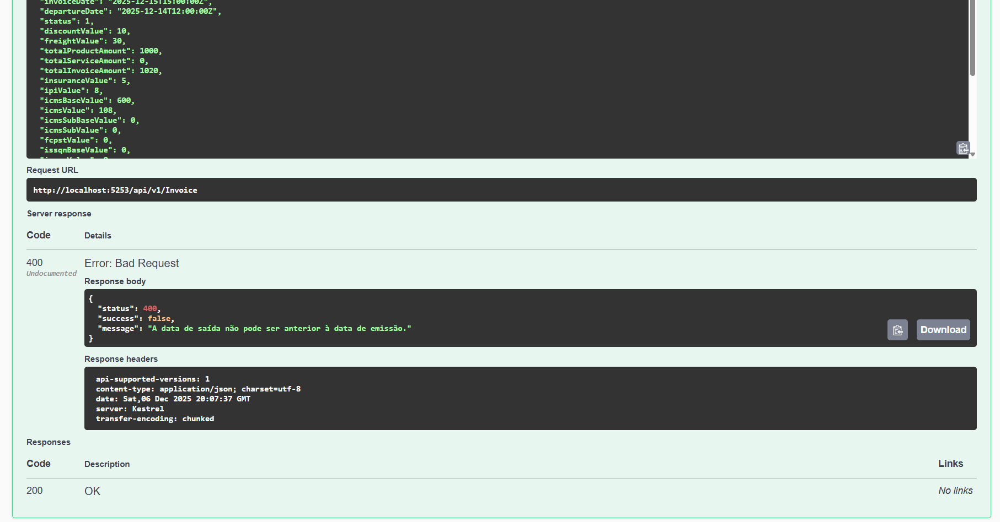 "invoiceDate": "2025-12-15T15:00:00Z",
"departureDate": "2025-12-14T12:00:00Z",
"status": 1,
"discountValue": 10,
"freightValue": 30,
"totalProductAmount": 1000,
"totalServiceAmount": 0,
"totalInvoiceAmount": 1020,
"insuranceValue": 5,
"ipiValue": 8,
"icmsBaseValue": 600,
"icmsValue": 108,
"icmsSubBaseValue": 0,
"icmsSubValue": 0,
"fcpstValue": 0,
"issqnBaseValue": 0,
Request URL
http://localhost:5253/api/v1/Invoice
Server response
Code Details
400 Error: Bad Request
Undocumented
Response body
{
"status": 400,
"success": false,
"message": "A data de saída não pode ser anterior à data de emissão."
}
Download
Response headers
api-supported-versions: 1
content-type: application/json; charset=utf-8
date: Sat,06 Dec 2025 20:07:37 GMT
server: Kestrel
transfer-encoding: chunked
Responses
Code Description Links
200 OK No links